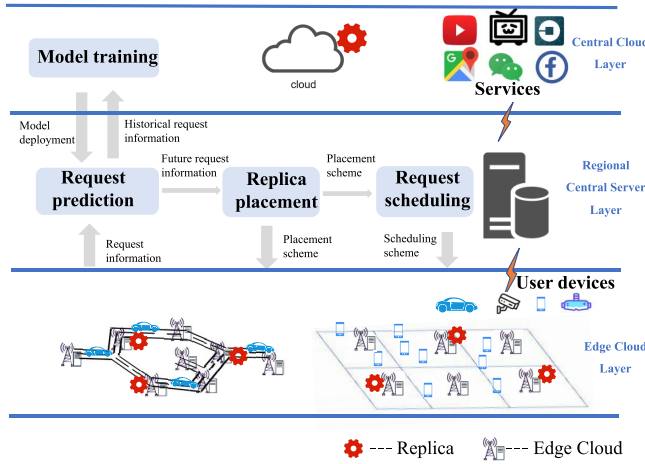 Model training
cloud
Services
Central Cloud
Layer
Model
deployment
Historical request
information
Request
prediction
Future request
information
Replica
placement
Placement
scheme
Request
scheduling
Regional
Central Server
Layer
Request
information
Placement
scheme
Scheduling
scheme
User devices
Edge Cloud
Layer
--- Replica
--- Edge Cloud